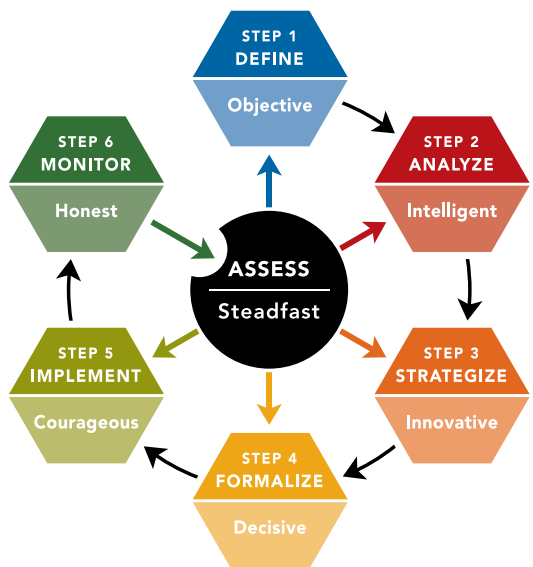 STEP 1
DEFINE
Objective
STEP 2
ANALYZE
Intelligent
STEP 3
STRATEGIZE
Innovative
STEP 4
FORMALIZE
Decisive
STEP 5
IMPLEMENT
Courageous
STEP 6
MONITOR
Honest
ASSESS
Steadfast